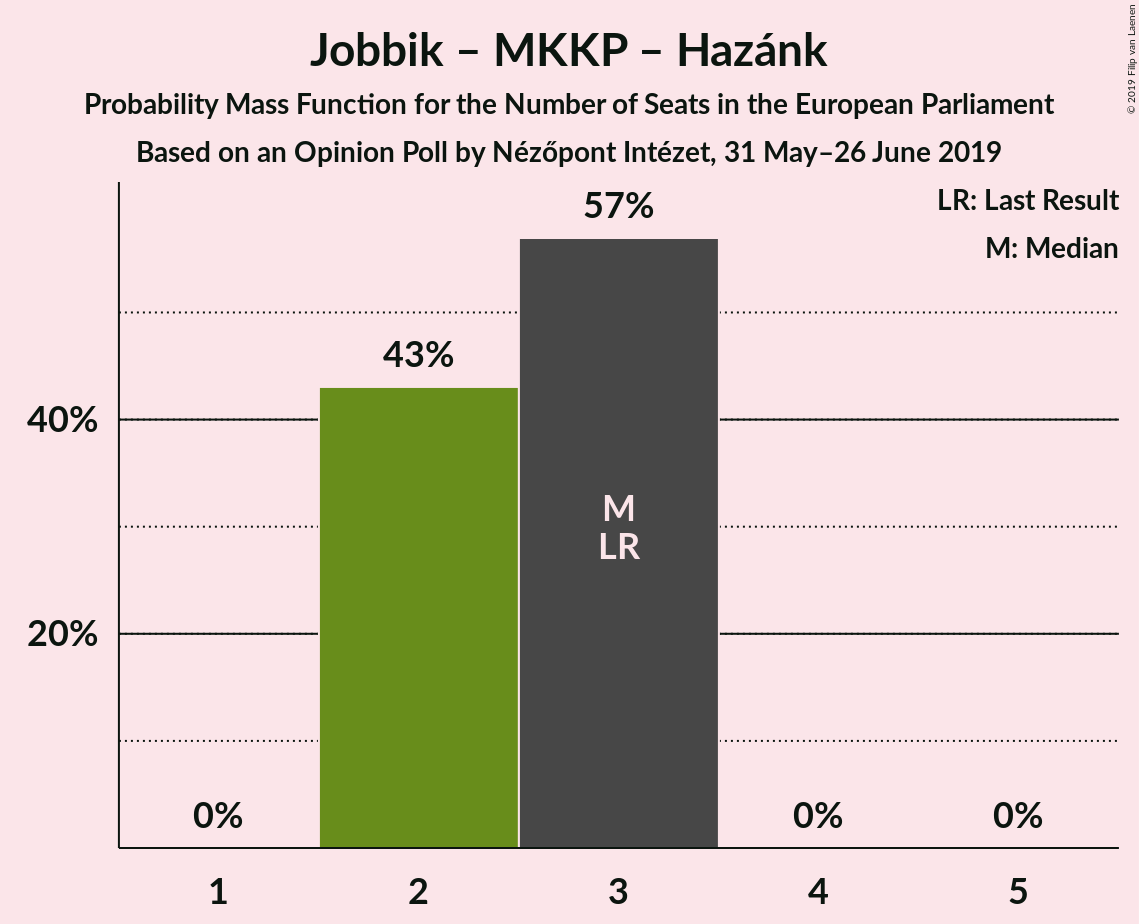 Jobbik – MKKP – Hazánk
Probability Mass Function for the Number of Seats in the European Parliament
Based on an Opinion Poll by Nézőpont Intézet, 31 May–26 June 2019
© 2019 Filip van Laenen
LR: Last Result
M: Median
57%
43%
40%
M
LR
20%
0%
0%
0%
1
2
3
4
5